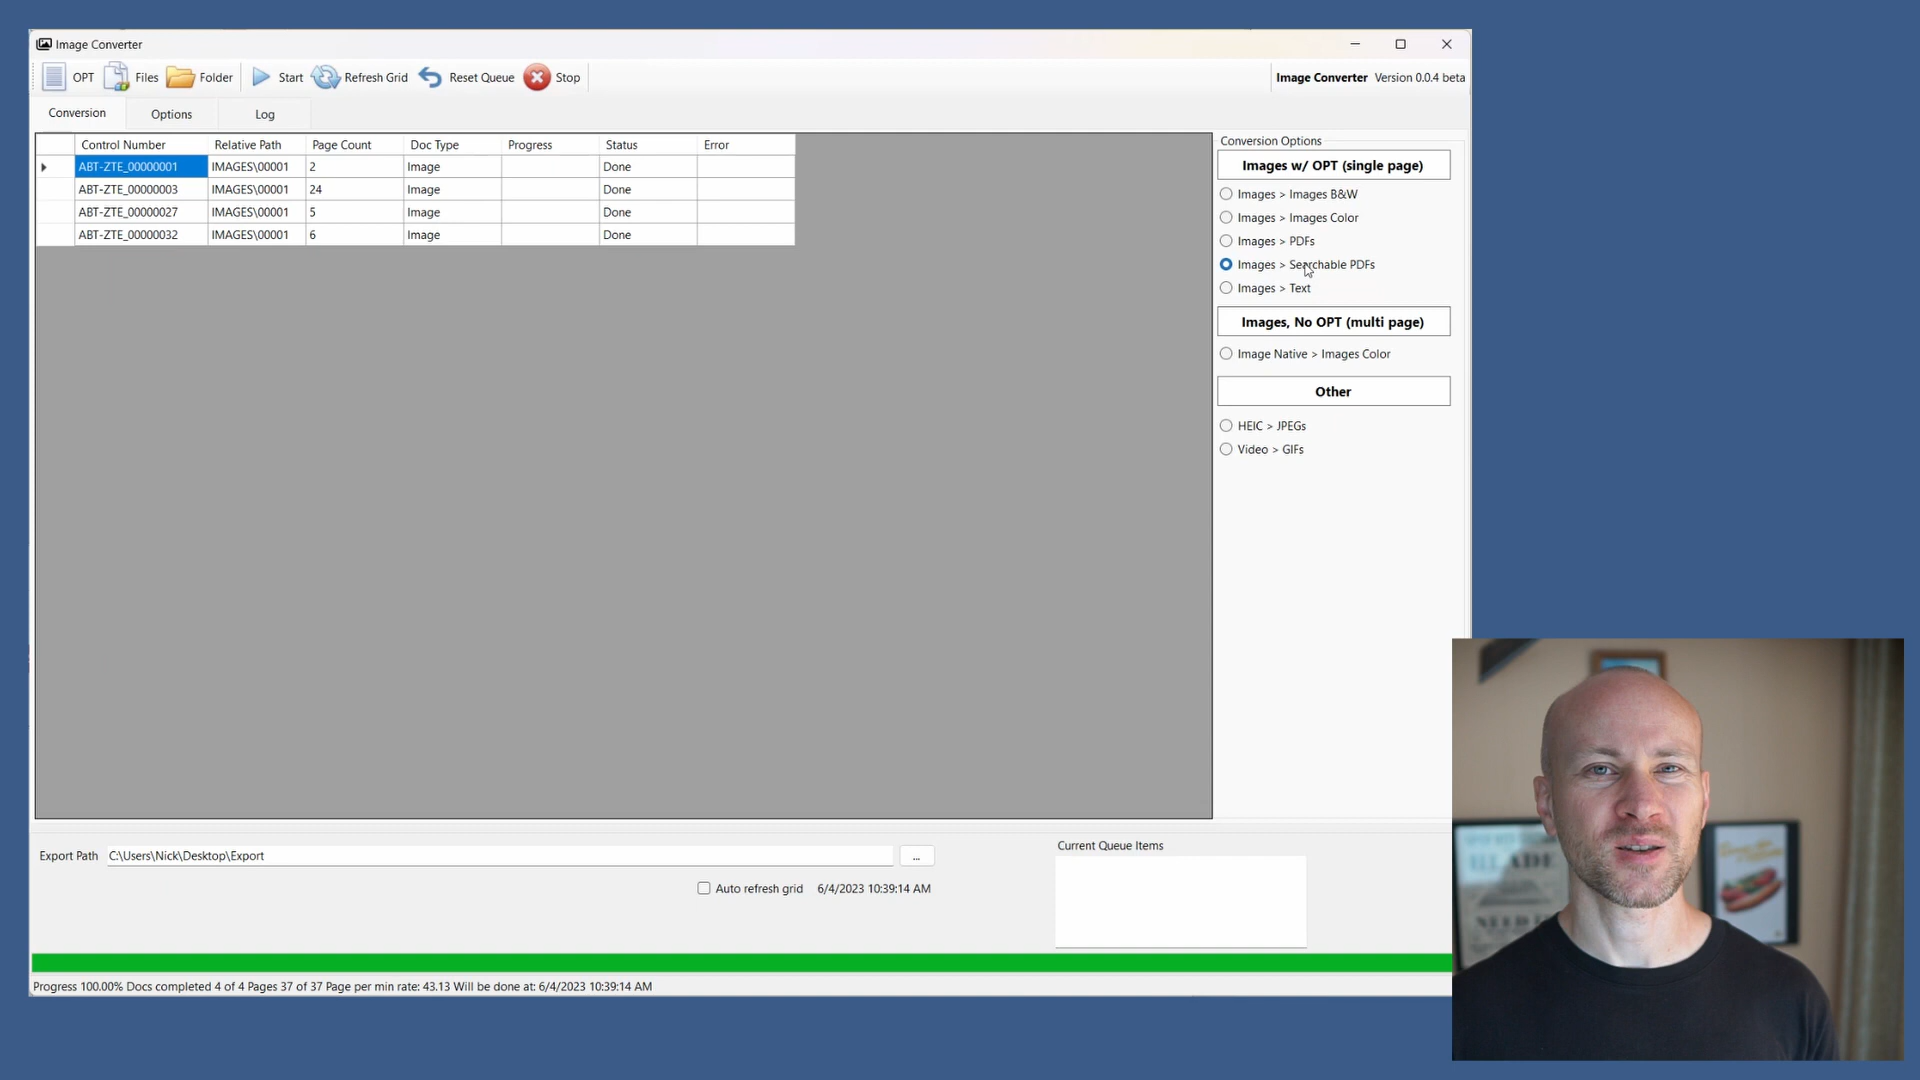 Image Converter
OPT Files Folder Start Refresh Grid Reset Queue Stop
Image Converter Version 0.0.4 beta
Conversion Options Log
Control Number Relative Path Page Count Doc Type Progress Status Error
ABT-ZTE_00000001 IMAGES\00001 2 Image Done
ABT-ZTE_00000003 IMAGES\00001 24 Image Done
ABT-ZTE_00000027 IMAGES\00001 5 Image Done
ABT-ZTE_00000032 IMAGES\00001 6 Image Done
Conversion Options
Images w/ OPT (single page)
Images > Images B&W
Images > Images Color
Images > PDFs
Images > Searchable PDFs
Images > Text
Images, No OPT (multi page)
Image Native > Images Color
Other
HEIC > JPEGs
Video > GIFs
Export Path C:\Users\Nick\Desktop\Export ...
Auto refresh grid 6/4/2023 10:39:14 AM
Current Queue Items
Progress 100.00% Docs completed 4 of 4 Pages 37 of 37 Page per min rate: 43.13 Will be done at: 6/4/2023 10:39:14 AM